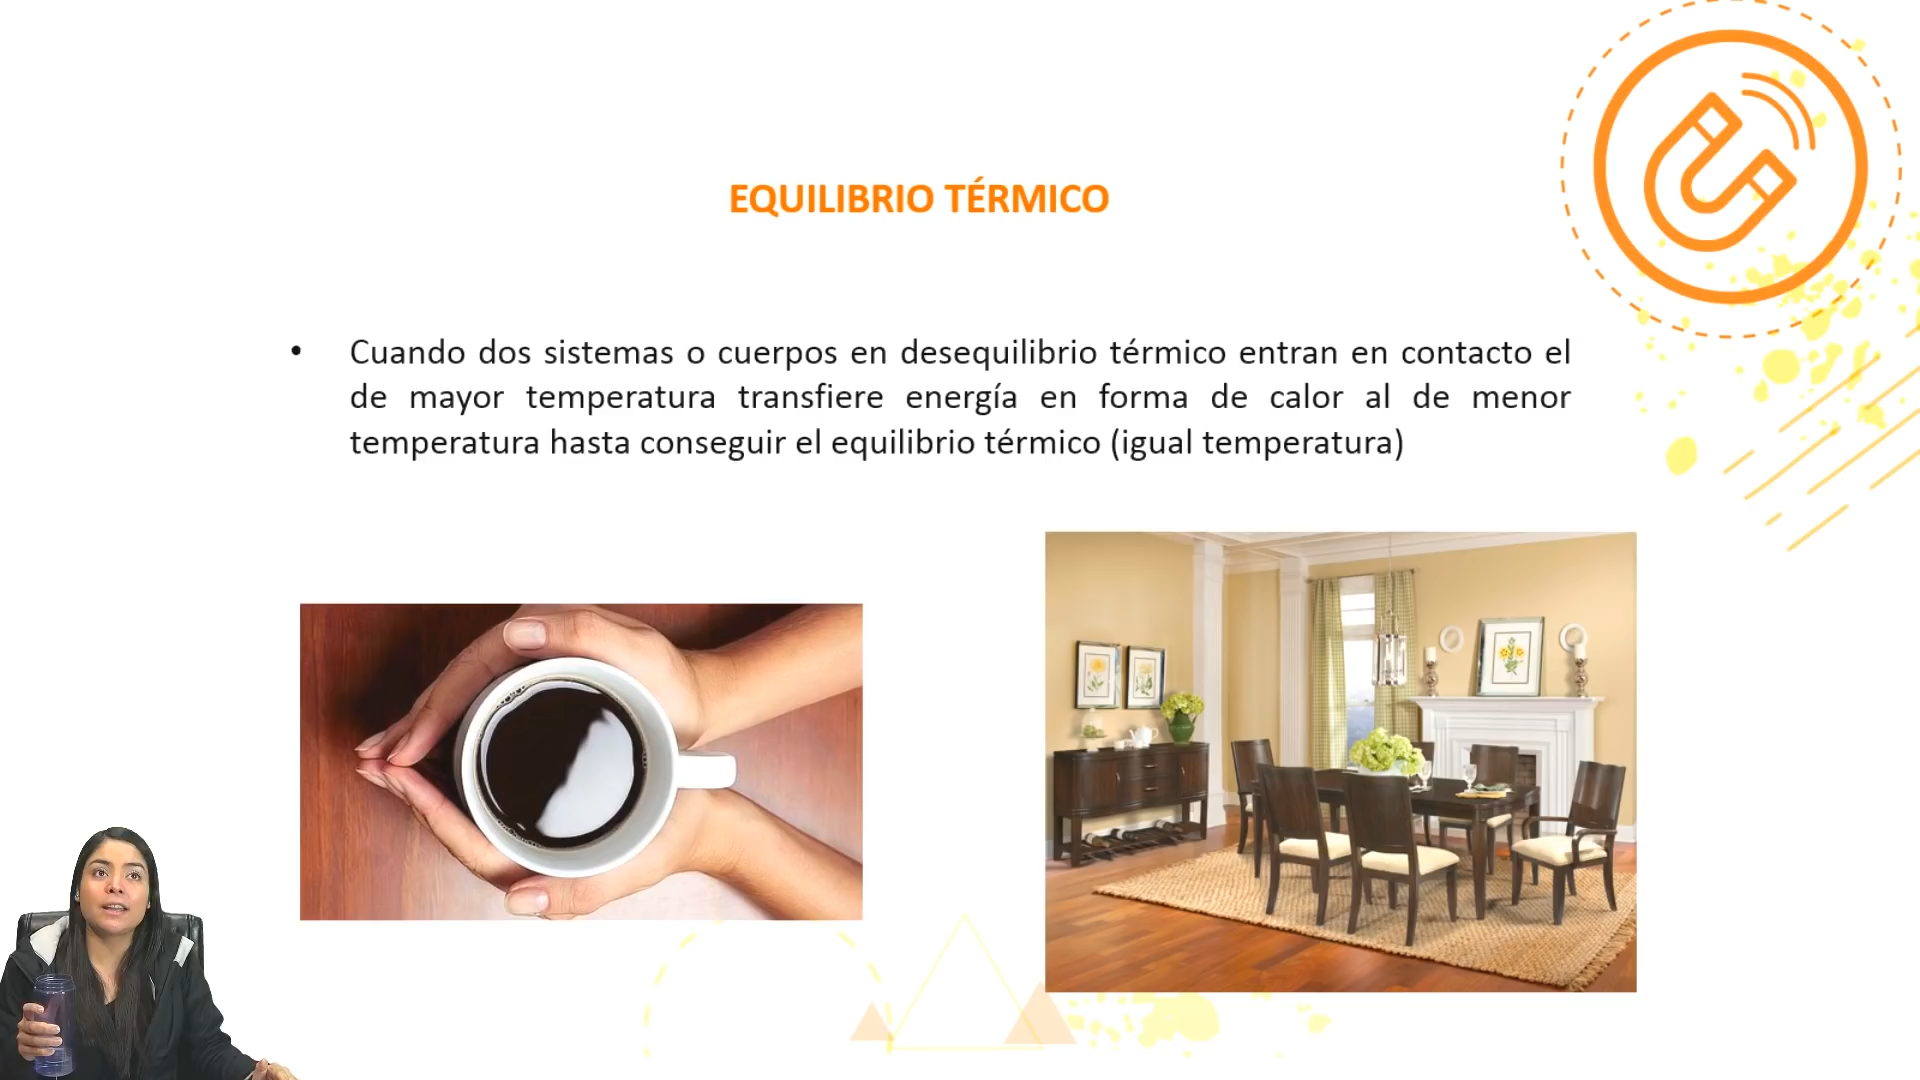 EQUILIBRIO TÉRMICO
• Cuando dos sistemas o cuerpos en desequilibrio térmico entran en contacto el
de mayor temperatura transfiere energía en forma de calor al de menor
temperatura hasta conseguir el equilibrio térmico (igual temperatura)